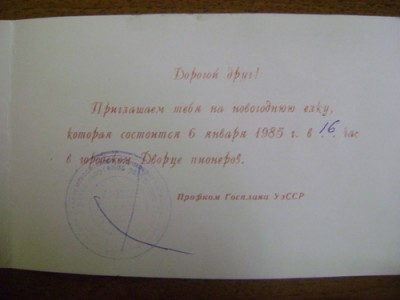 Дорогой друг!
Приглашаем тебя на новогоднюю елку,
которая состоится 6 января 1985 г. в 16 час
в городском Дворце пионеров.
Профком Госплана УзССР